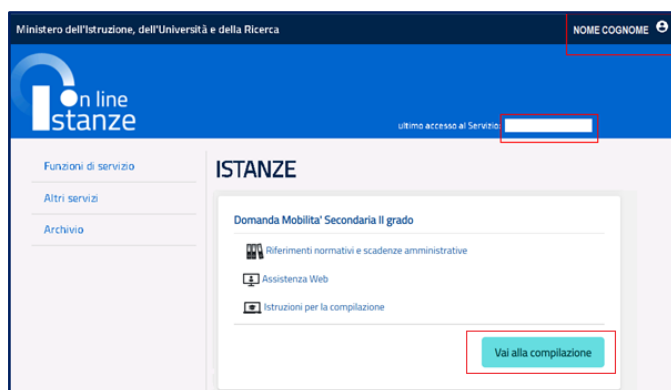 Ministero dell'Istruzione, dell'Università e della Ricerca
NOME COGNOME
On line
Istanze
ultimo accesso al Servizio:
Funzioni di servizio
Altri servizi
Archivio
ISTANZE
Domanda Mobilita' Secondaria II grado
Riferimenti normativi e scadenze amministrative
Assistenza Web
Istruzioni per la compilazione
Vai alla compilazione